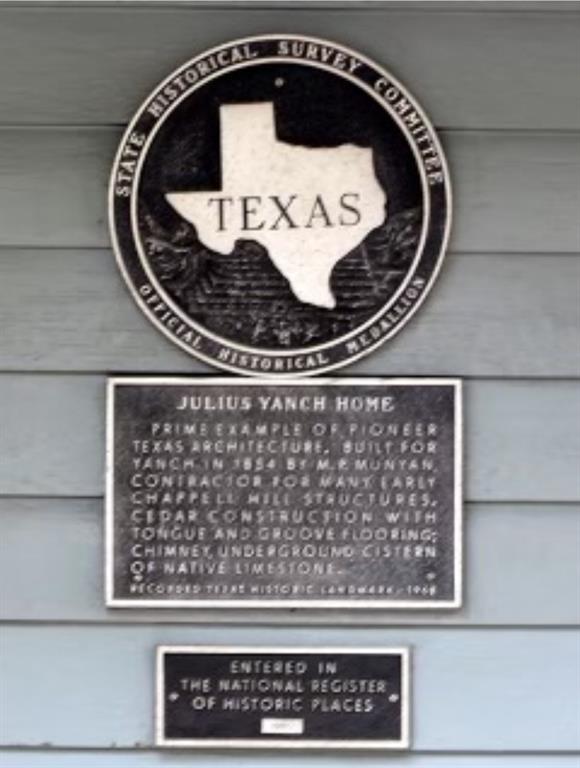 STATE HISTORICAL SURVEY COMMITTEE
TEXAS
OFFICIAL HISTORICAL MEDALLION
JULIUS YANCH HOME
PRIME EXAMPLE OF PIONEER
TEXAS ARCHITECTURE. BUILT FOR
YANCH IN 1854 BY M.P. MUNYAN,
CONTRACTOR FOR MANY EARLY
CHAPPELL HILL STRUCTURES.
CEDAR CONSTRUCTION WITH
TONGUE AND GROOVE FLOORING;
CHIMNEY, UNDERGROUND CISTERN
OF NATIVE LIMESTONE.
RECORDED TEXAS HISTORIC LANDMARK - 1968
ENTERED IN
THE NATIONAL REGISTER
OF HISTORIC PLACES